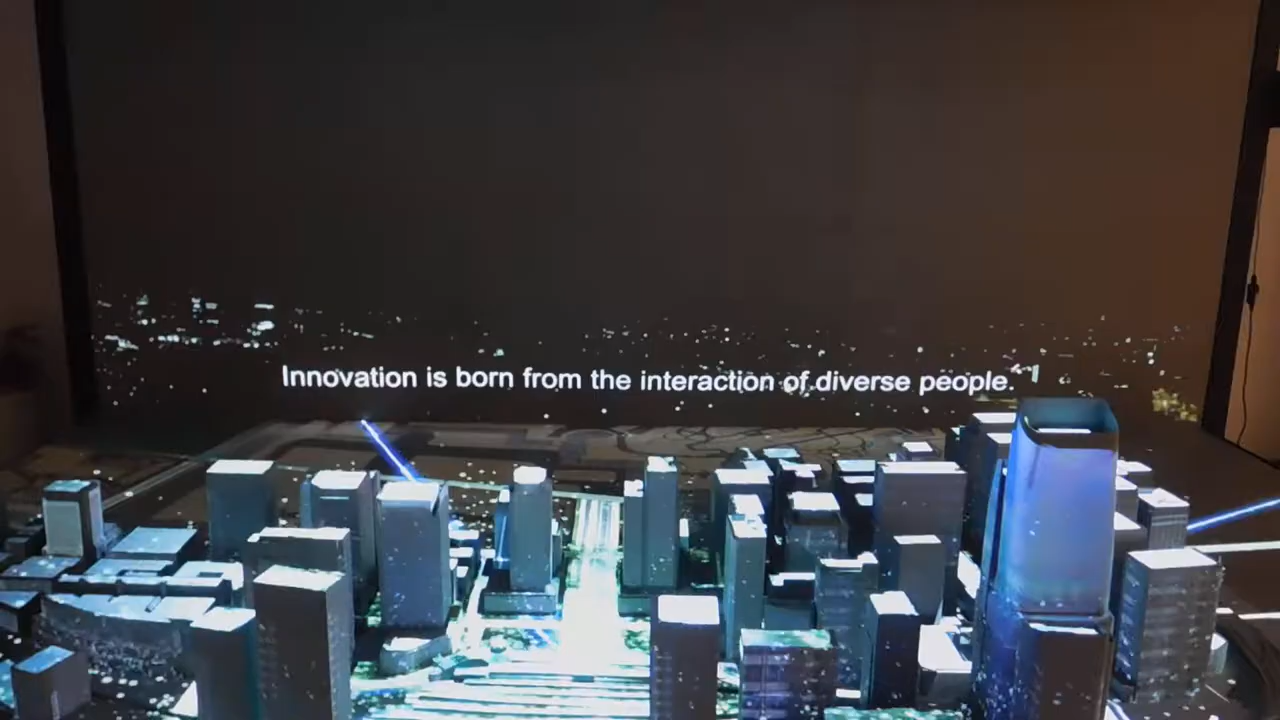 Innovation is born from the interaction of diverse people.